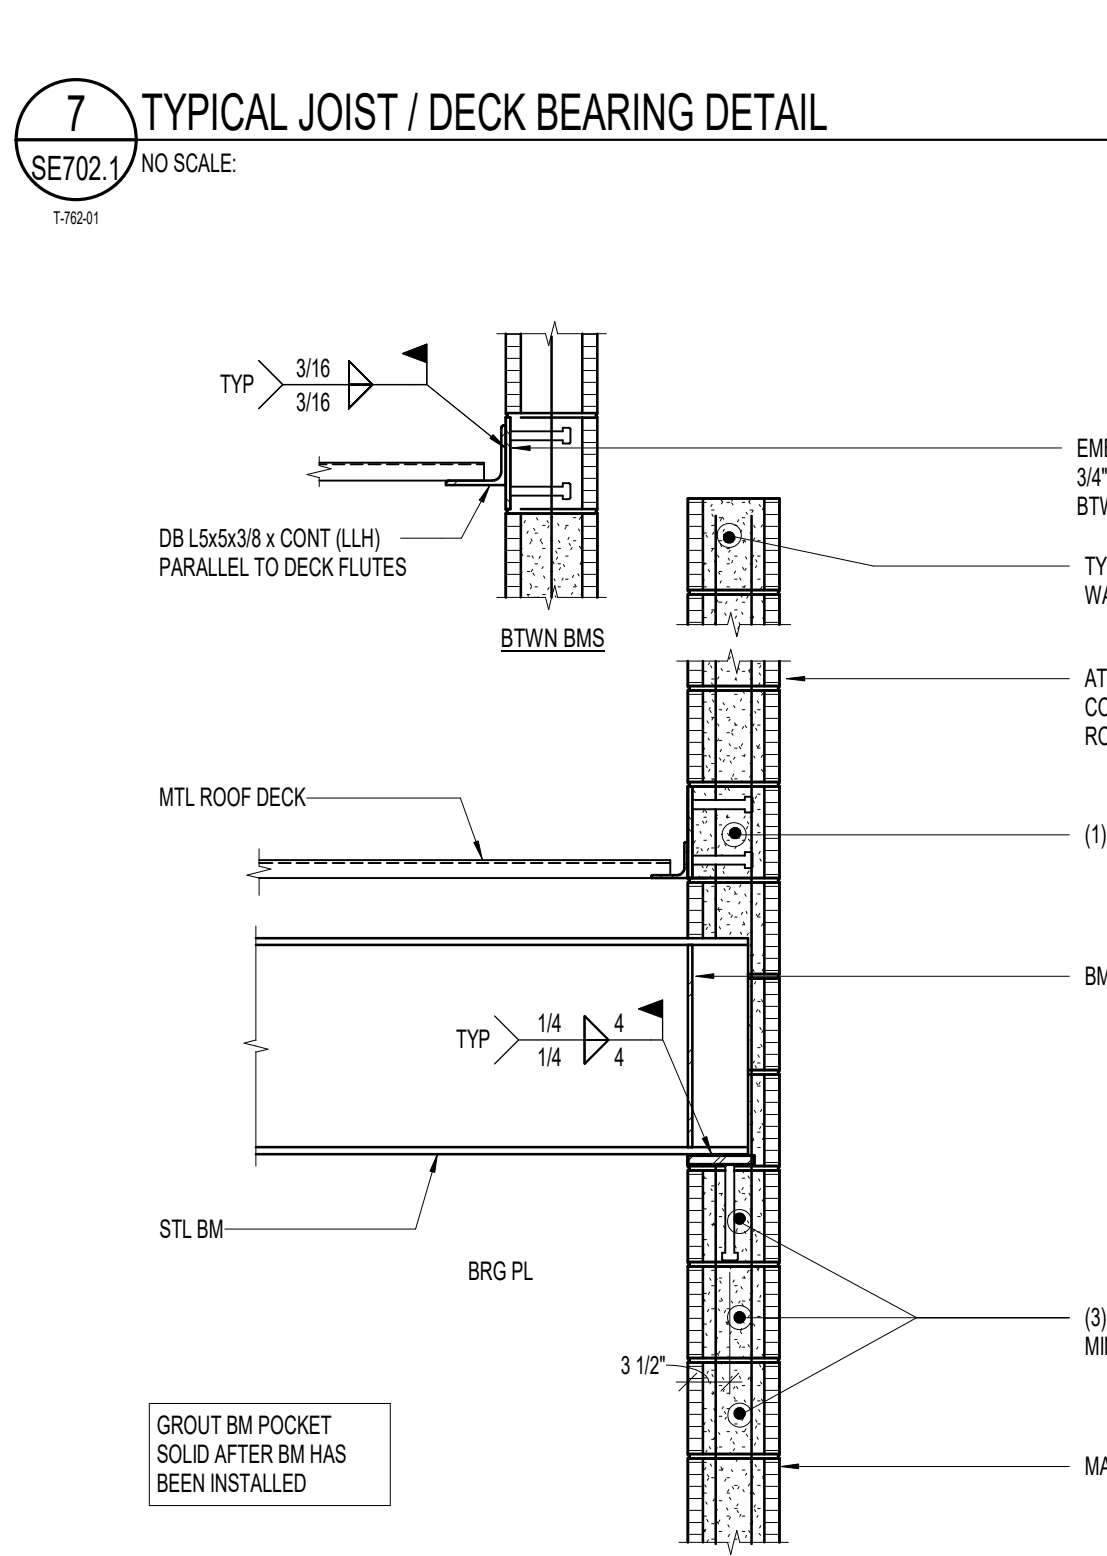 7
TYPICAL JOIST / DECK BEARING DETAIL
SE702.1
NO SCALE:
T-762-01
TYP
3/16
3/16
EME
3/4"
BTW
DB L5x5x3/8 x CONT (LLH)
PARALLEL TO DECK FLUTES
TY
WA
BTWN BMS
AT
CO
RO
MTL ROOF DECK
(1)
BM
TYP
1/4
4
1/4
4
STL BM
BRG PL
(3)
MI
3 1/2"
GROUT BM POCKET
SOLID AFTER BM HAS
BEEN INSTALLED
MA